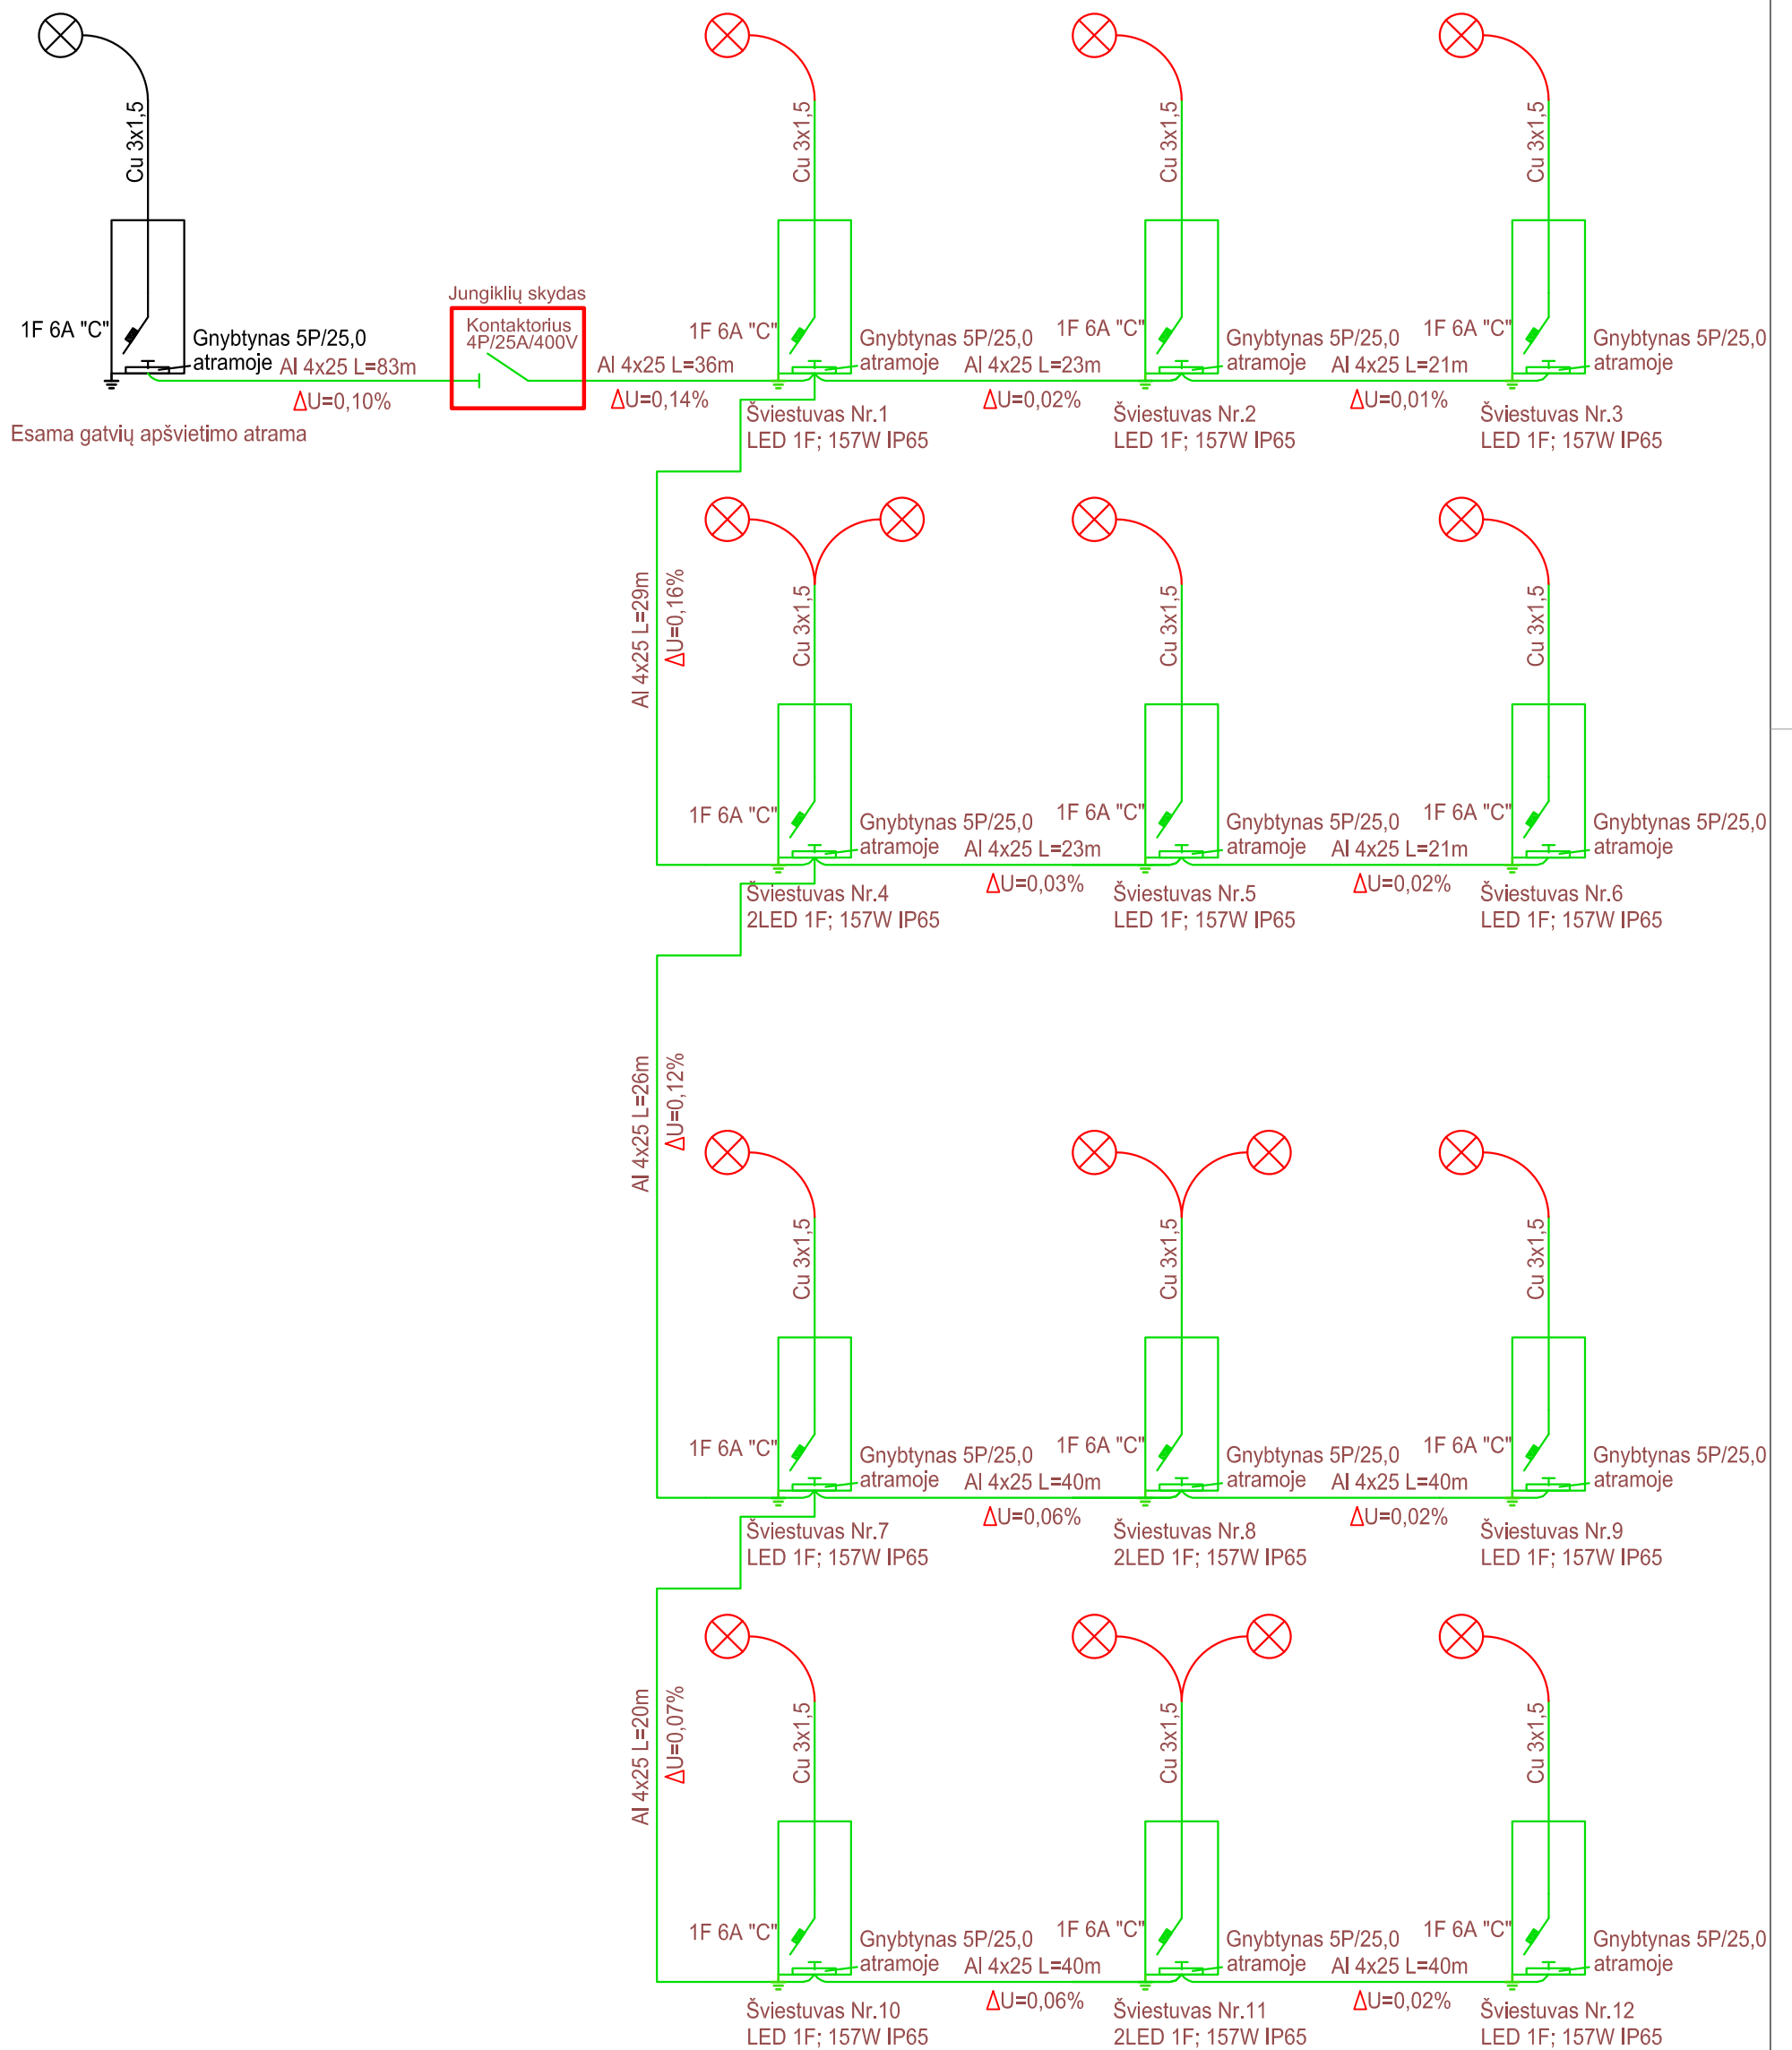 Cu 3x1,5
1F 6A "C"
Gnybtynas 5P/25,0
atramoje
Al 4x25 L=83m
ΔU=0,10%
Esama gatvių apšvietimo atrama
Jungiklių skydas
Kontaktorius
4P/25A/400V
Al 4x25 L=36m
ΔU=0,14%
Cu 3x1,5
1F 6A "C"
Gnybtynas 5P/25,0
atramoje
Šviestuvas Nr.1
LED 1F; 157W IP65
Al 4x25 L=23m
ΔU=0,02%
Cu 3x1,5
1F 6A "C"
Gnybtynas 5P/25,0
atramoje
Šviestuvas Nr.2
LED 1F; 157W IP65
Al 4x25 L=21m
ΔU=0,01%
Cu 3x1,5
1F 6A "C"
Gnybtynas 5P/25,0
atramoje
Šviestuvas Nr.3
LED 1F; 157W IP65
Al 4x25 L=29m
ΔU=0,16%
Cu 3x1,5
1F 6A "C"
Gnybtynas 5P/25,0
atramoje
Šviestuvas Nr.4
2LED 1F; 157W IP65
Al 4x25 L=23m
ΔU=0,03%
Cu 3x1,5
1F 6A "C"
Gnybtynas 5P/25,0
atramoje
Šviestuvas Nr.5
LED 1F; 157W IP65
Al 4x25 L=21m
ΔU=0,02%
Cu 3x1,5
1F 6A "C"
Gnybtynas 5P/25,0
atramoje
Šviestuvas Nr.6
LED 1F; 157W IP65
Al 4x25 L=26m
ΔU=0,12%
Cu 3x1,5
1F 6A "C"
Gnybtynas 5P/25,0
atramoje
Šviestuvas Nr.7
LED 1F; 157W IP65
Al 4x25 L=40m
ΔU=0,06%
Cu 3x1,5
1F 6A "C"
Gnybtynas 5P/25,0
atramoje
Šviestuvas Nr.8
2LED 1F; 157W IP65
Al 4x25 L=40m
ΔU=0,02%
Cu 3x1,5
1F 6A "C"
Gnybtynas 5P/25,0
atramoje
Šviestuvas Nr.9
LED 1F; 157W IP65
Al 4x25 L=20m
ΔU=0,07%
Cu 3x1,5
1F 6A "C"
Gnybtynas 5P/25,0
atramoje
Šviestuvas Nr.10
LED 1F; 157W IP65
Al 4x25 L=40m
ΔU=0,06%
Cu 3x1,5
1F 6A "C"
Gnybtynas 5P/25,0
atramoje
Šviestuvas Nr.11
2LED 1F; 157W IP65
Al 4x25 L=40m
ΔU=0,02%
Cu 3x1,5
1F 6A "C"
Gnybtynas 5P/25,0
atramoje
Šviestuvas Nr.12
LED 1F; 157W IP65